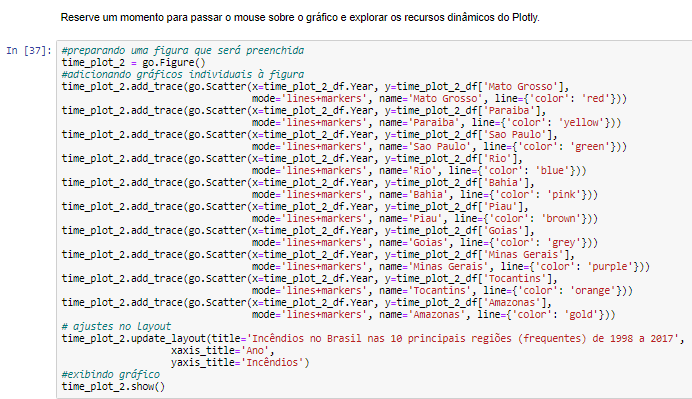 Reserve um momento para passar o mouse sobre o gráfico e explorar os recursos dinâmicos do Plotly.
In [37]: #preparando uma figura que será preenchida
time_plot_2 = go.Figure()
#adicionando gráficos individuais à figura
time_plot_2.add_trace(go.Scatter(x=time_plot_2_df.Year, y=time_plot_2_df['Mato Grosso'],
mode='lines+markers', name='Mato Grosso', line={'color': 'red'}))
time_plot_2.add_trace(go.Scatter(x=time_plot_2_df.Year, y=time_plot_2_df['Paraiba'],
mode='lines+markers', name='Paraiba', line={'color': 'yellow'}))
time_plot_2.add_trace(go.Scatter(x=time_plot_2_df.Year, y=time_plot_2_df['Sao Paulo'],
mode='lines+markers', name='Sao Paulo', line={'color': 'green'}))
time_plot_2.add_trace(go.Scatter(x=time_plot_2_df.Year, y=time_plot_2_df['Rio'],
mode='lines+markers', name='Rio', line={'color': 'blue'}))
time_plot_2.add_trace(go.Scatter(x=time_plot_2_df.Year, y=time_plot_2_df['Bahia'],
mode='lines+markers', name='Bahia', line={'color': 'pink'}))
time_plot_2.add_trace(go.Scatter(x=time_plot_2_df.Year, y=time_plot_2_df['Piau'],
mode='lines+markers', name='Piau', line={'color': 'brown'}))
time_plot_2.add_trace(go.Scatter(x=time_plot_2_df.Year, y=time_plot_2_df['Goias'],
mode='lines+markers', name='Goias', line={'color': 'grey'}))
time_plot_2.add_trace(go.Scatter(x=time_plot_2_df.Year, y=time_plot_2_df['Minas Gerais'],
mode='lines+markers', name='Minas Gerais', line={'color': 'purple'}))
time_plot_2.add_trace(go.Scatter(x=time_plot_2_df.Year, y=time_plot_2_df['Tocantins'],
mode='lines+markers', name='Tocantins', line={'color': 'orange'}))
time_plot_2.add_trace(go.Scatter(x=time_plot_2_df.Year, y=time_plot_2_df['Amazonas'],
mode='lines+markers', name='Amazonas', line={'color': 'gold'}))
# ajustes no Layout
time_plot_2.update_layout(title='Incêndios no Brasil nas 10 principais regiões (frequentes) de 1998 a 2017',
xaxis_title='Ano',
yaxis_title='Incêndios')
#exibindo gráfico
time_plot_2.show()